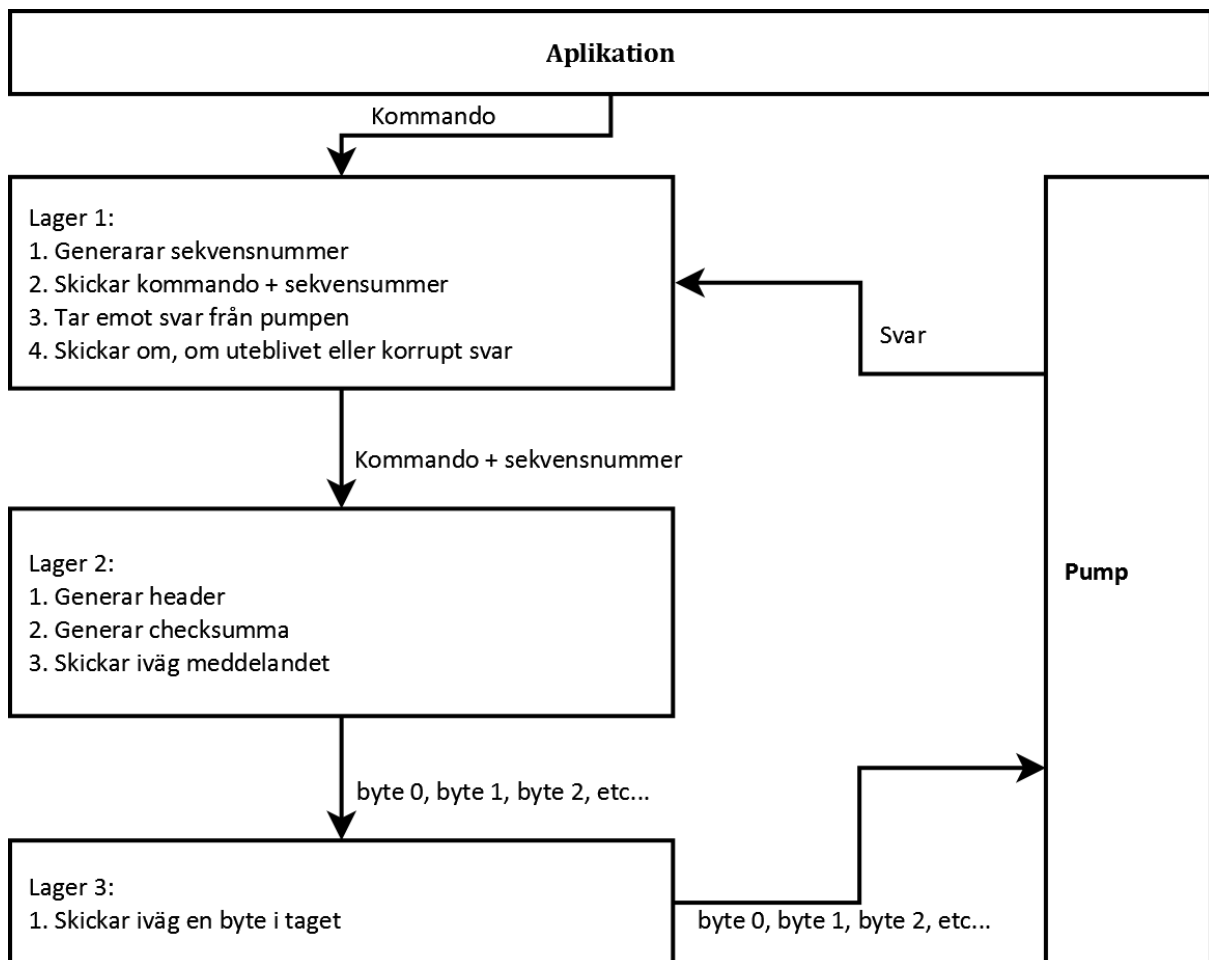 Aplikation
Kommando
Lager 1:
1. Generarar sekvensnummer
2. Skickar kommando + sekvensummer
3. Tar emot svar från pumpen
4. Skickar om, om uteblivet eller korrupt svar
Svar
Kommando + sekvensnummer
Lager 2:
1. Generar header
2. Generar checksumma
3. Skickar iväg meddelandet
Pump
byte 0, byte 1, byte 2, etc...
Lager 3:
1. Skickar iväg en byte i taget
byte 0, byte 1, byte 2, etc...